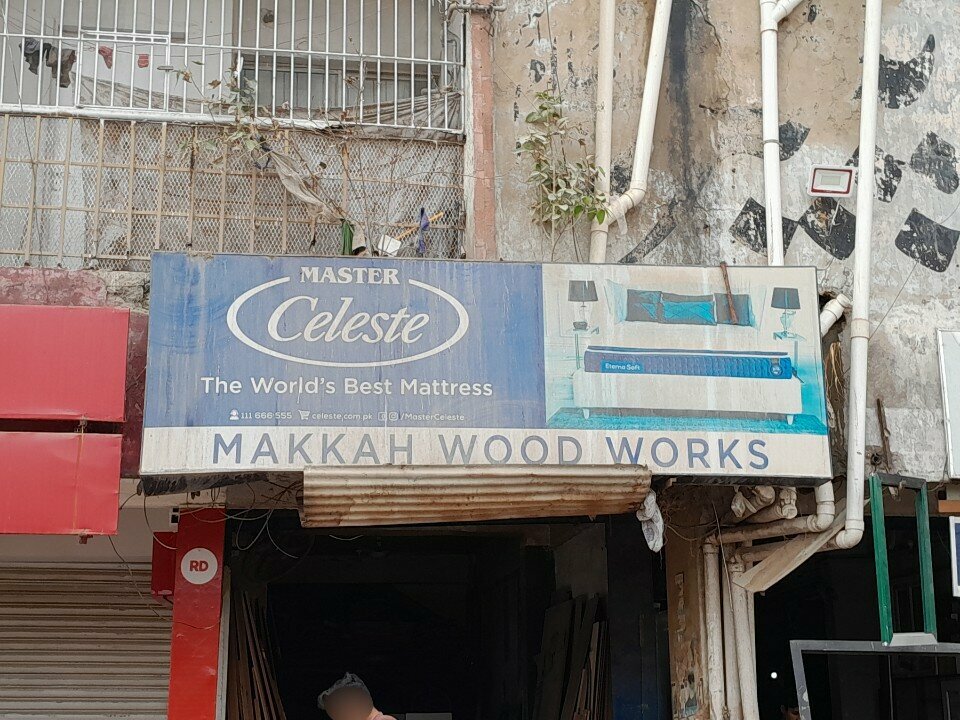 MASTER
Celeste
The World's Best Mattress
111 666 555 celeste.com.pk /MasterCeleste
Eterna Soft
MAKKAH WOOD WORKS
RD